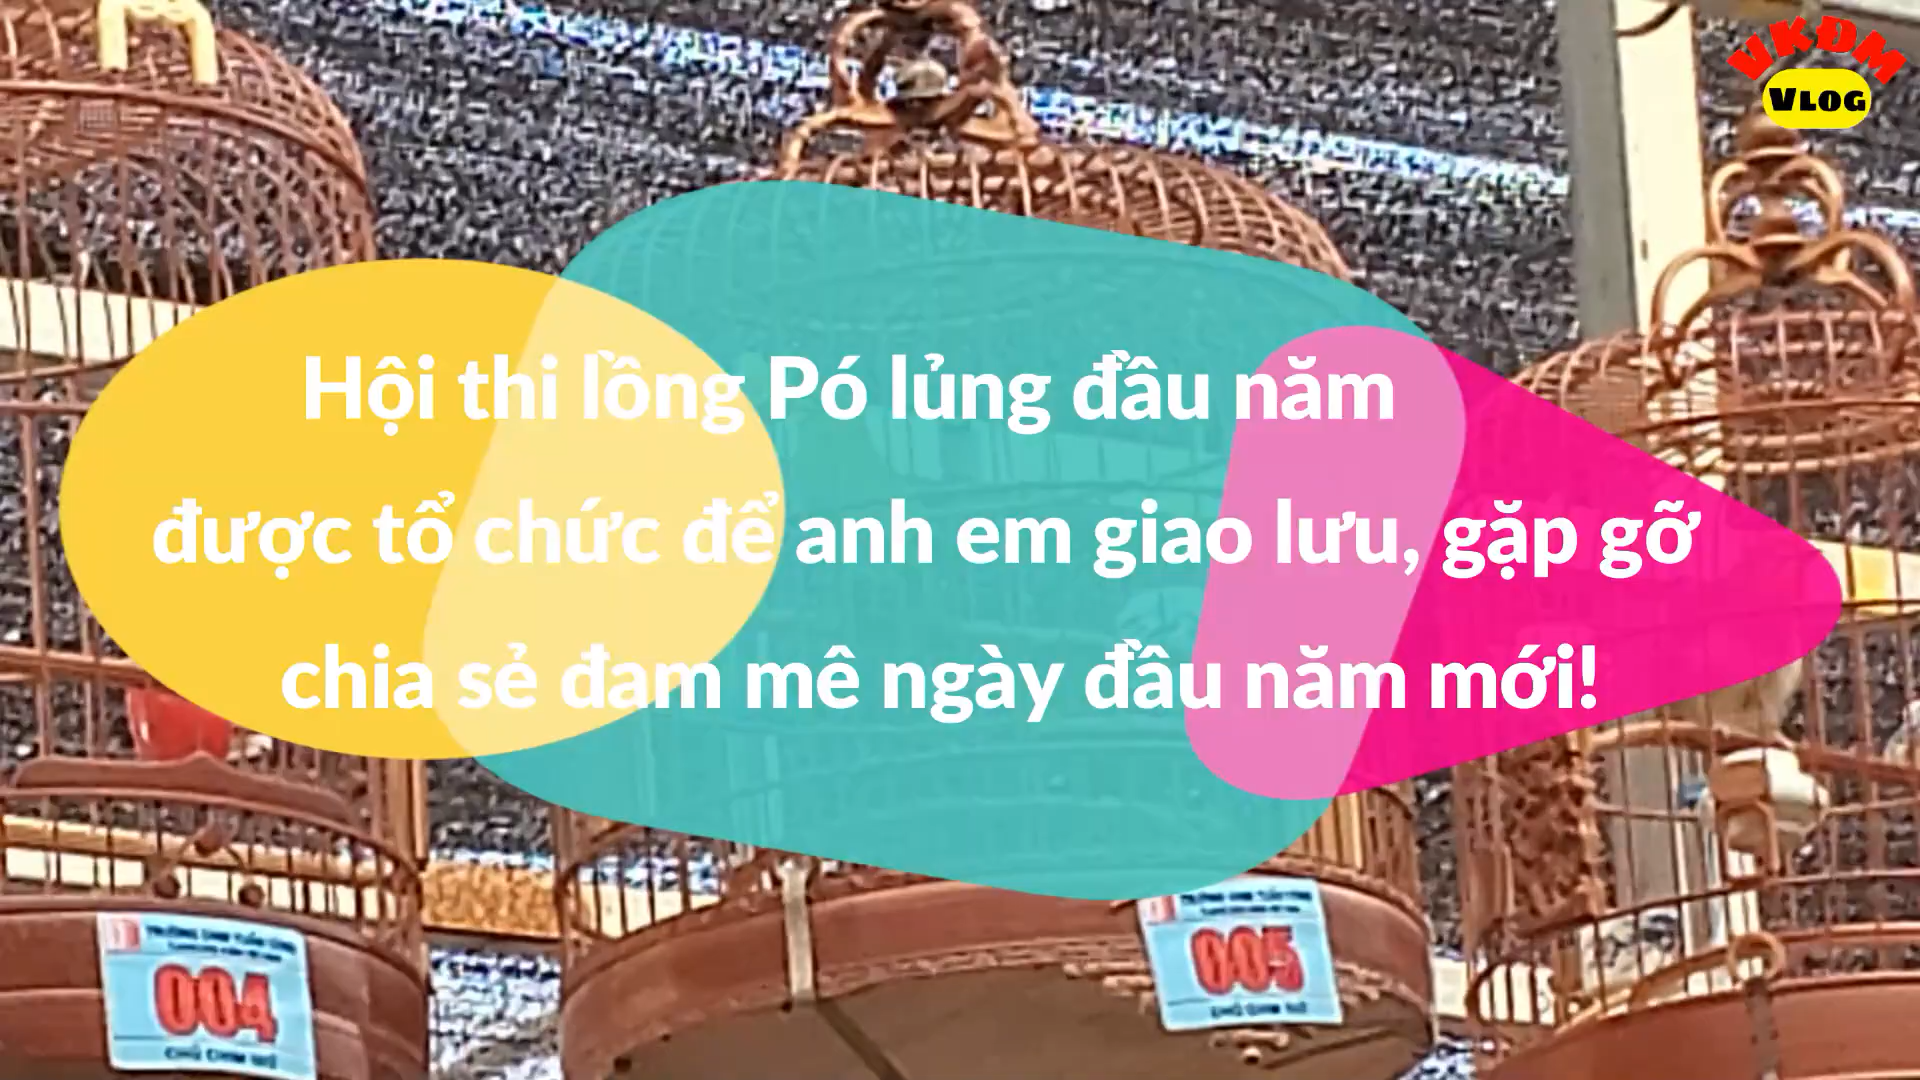 VKĐM
VLOG
Hội thi lồng Pó lủng đầu năm
được tổ chức để anh em giao lưu, gặp gỡ
chia sẻ đam mê ngày đầu năm mới!
004
005